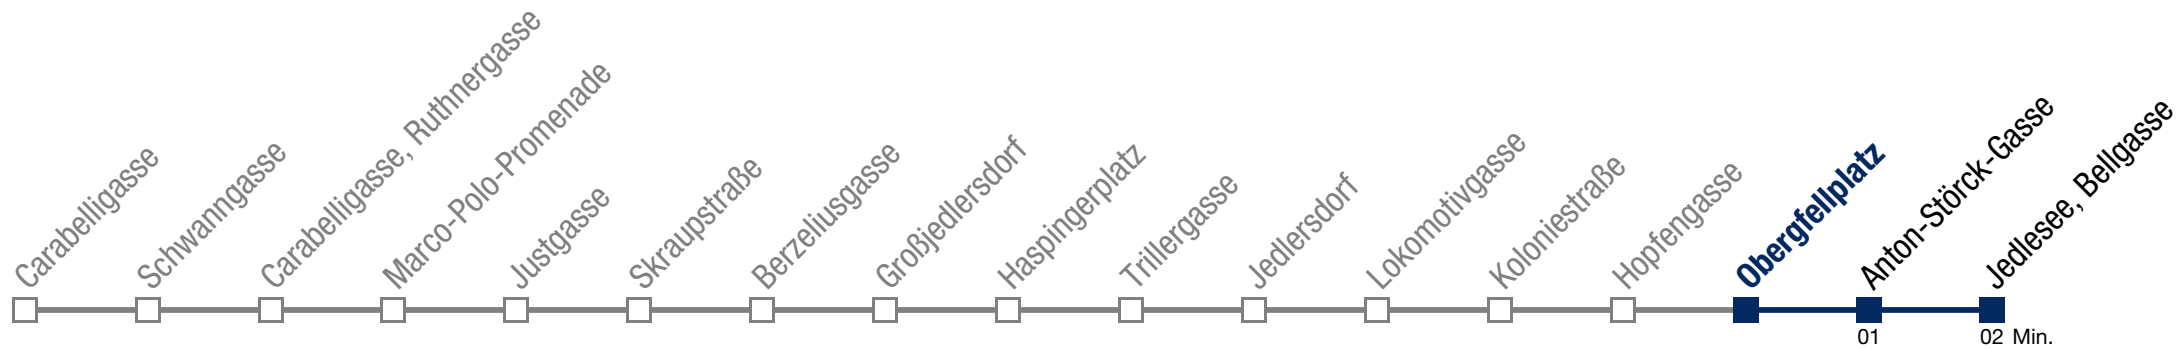 Carabelligasse
Schwanngasse
Carabelligasse, Ruthnergasse
Marco-Polo-Promenade
Justgasse
Skraupstraße
Berzeliusgasse
Großjedlersdorf
Haspingerplatz
Trillergasse
Jedlersdorf
Lokomotivgasse
Koloniestraße
Hopfengasse
Obergfellplatz
Anton-Störck-Gasse
Jedlesee, Bellgasse
01
02 Min.